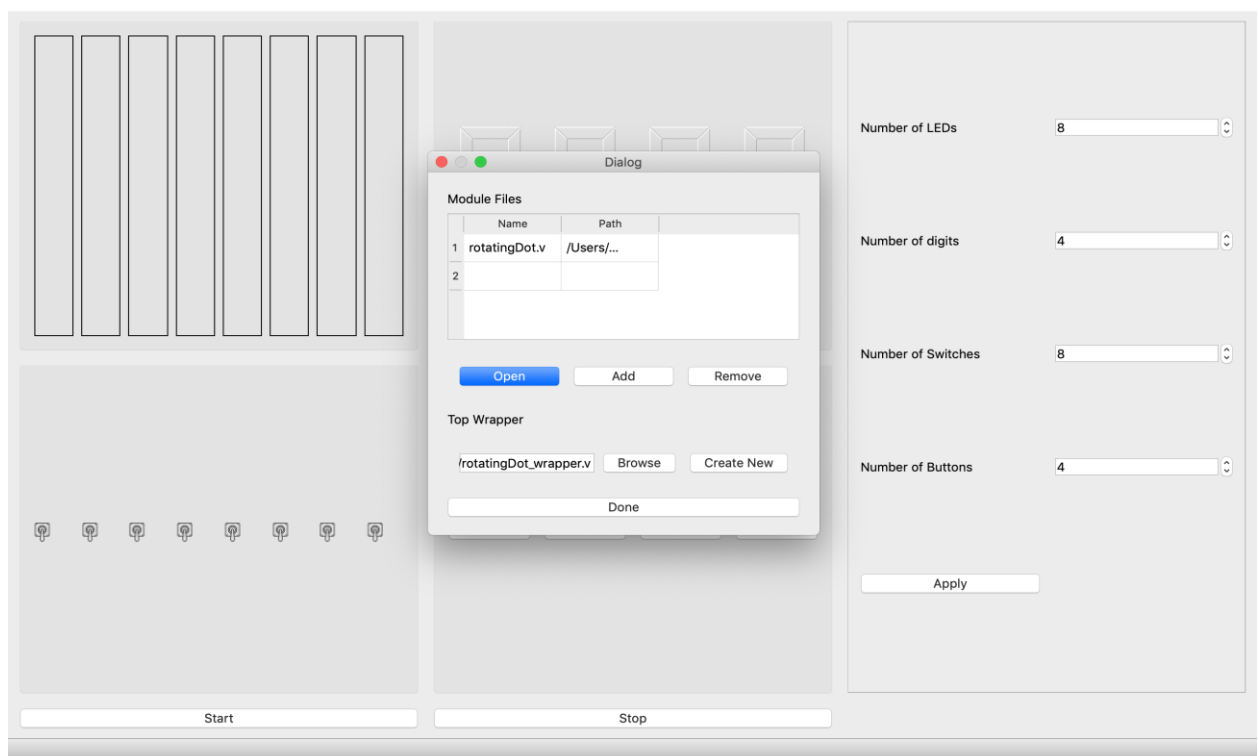 Number of LEDs
8
Number of digits
4
Number of Switches
8
Number of Buttons
4
Apply
Dialog
Module Files
Name Path
1 rotatingDot.v /Users/...
2
Open Add Remove
Top Wrapper
/rotatingDot_wrapper.v Browse Create New
Done
Start Stop